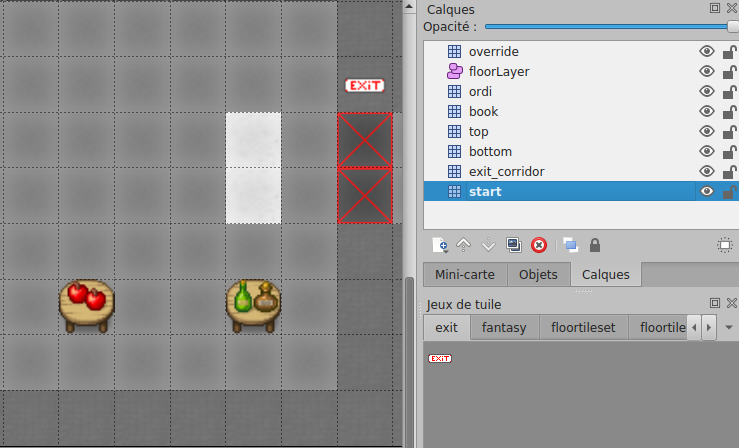 EXiT
Calques
Opacité :
override
floorLayer
ordi
book
top
bottom
exit_corridor
start
Mini-carte Objets Calques
Jeux de tuile
exit fantasy floortileset floortile
EXiT